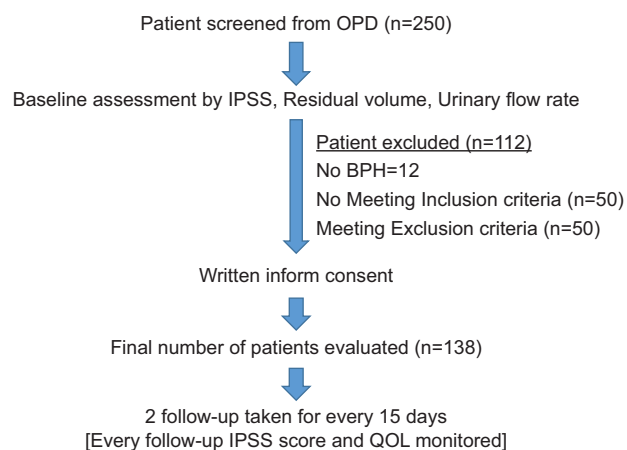 Patient screened from OPD (n=250)
Baseline assessment by IPSS, Residual volume, Urinary flow rate
Patient excluded (n=112)
No BPH=12
No Meeting Inclusion criteria (n=50)
Meeting Exclusion criteria (n=50)
Written inform consent
Final number of patients evaluated (n=138)
2 follow-up taken for every 15 days
[Every follow-up IPSS score and QOL monitored]